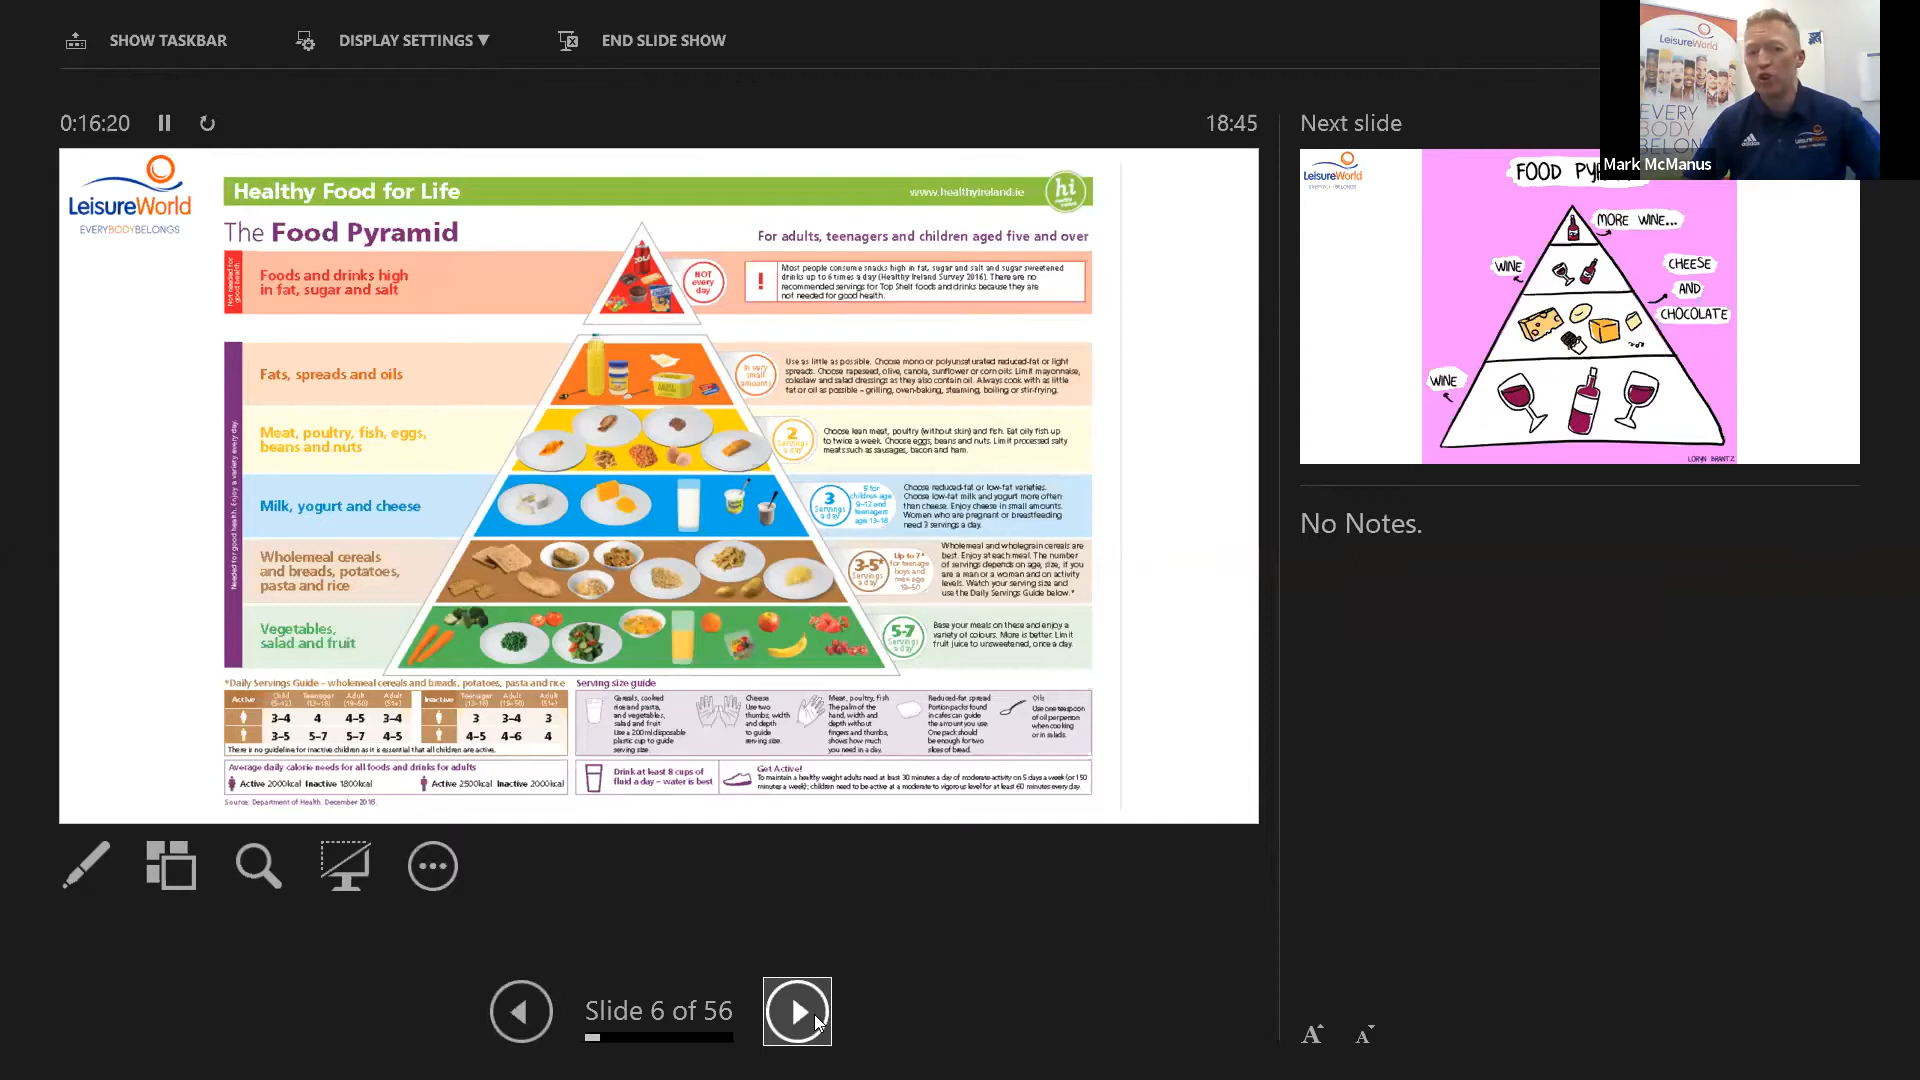 SHOW TASKBAR
DISPLAY SETTINGS ▼
END SLIDE SHOW
0:16:20
18:45
Next slide
LeisureWorld
EVERYBODYBELONGS
Healthy Food for Life
www.healthyireland.ie
hi
The Food Pyramid
For adults, teenagers and children aged five and over
Not needed for
good health.
Foods and drinks high
in fat, sugar and salt
NOT
every
day
!
Most people consume snacks high in fat, sugar and salt and sugar sweetened
drinks up to 6 times a day (Healthy Ireland Survey 2016). There are no
recommended servings for Top Shelf foods and drinks because they are
not needed for good health.
Needed for good health. Enjoy a variety every day.
Fats, spreads and oils
In very
small
amounts
Use as little as possible. Choose mono or polyunsaturated reduced-fat or light
spreads. Choose rapeseed, olive, canola, sunflower or corn oils. Limit mayonnaise,
coleslaw and salad dressings as they also contain oil. Always cook with as little
fat or oil as possible – grilling, oven-baking, steaming, boiling or stir-frying.
Meat, poultry, fish, eggs,
beans and nuts
2
Servings
a day
Choose lean meat, poultry (without skin) and fish. Eat oily fish up
to twice a week. Choose eggs, beans and nuts. Limit processed salty
meats such as sausages, bacon and ham.
Milk, yogurt and cheese
3
Servings
a day
5 for
children age
9–12 and
teenagers
age 13–18
Choose reduced-fat or low-fat varieties.
Choose low-fat milk and yogurt more often
than cheese. Enjoy cheese in small amounts.
Women who are pregnant or breastfeeding
need 3 servings a day.
Wholemeal cereals
and breads, potatoes,
pasta and rice
3-5*
Servings
a day
Up to 7*
for teenage
boys and
men age
19–50
Wholemeal and wholegrain cereals are
best. Enjoy at each meal. The number
of servings depends on age, size, if you
are a man or a woman and on activity
levels. Watch your serving size and
use the Daily Servings Guide below.*
Vegetables,
salad and fruit
5-7
Servings
a day
Base your meals on these and enjoy a
variety of colours. More is better. Limit
fruit juice to unsweetened, once a day.
*Daily Servings Guide – wholemeal cereals and breads, potatoes, pasta and rice
Active Child (5–12) Teenager (13–18) Adult (19–50) Adult (51+)
3–4 4 4–5 3–4
3–5 5–7 5–7 4–5
Inactive Teenager (13–18) Adult (19–50) Adult (51+)
3 3–4 3
4–5 4–6 4
There is no guideline for inactive children as it is essential that all children are active.
Serving size guide
Cereals, cooked
rice and pasta,
and vegetables,
salad and fruit
Use a 200ml disposable
plastic cup to guide
serving size.
Cheese
Use two
thumbs, width
and depth
to guide
serving size.
Meat, poultry, fish
The palm of the
hand, width and
depth without
fingers and thumbs,
shows how much
you need in a day.
Reduced-fat spread
Portion packs found
in cafes can guide
the amount you use.
One pack should
be enough for two
slices of bread.
Oils
Use one teaspoon
of oil per person
when cooking
or in salads.
Average daily calorie needs for all foods and drinks for adults
Active 2000kcal Inactive 1800kcal
Active 2500kcal Inactive 2000kcal
Drink at least 8 cups of
fluid a day – water is best
Get Active!
To maintain a healthy weight adults need at least 30 minutes a day of moderate activity on 5 days a week (or 150
minutes a week); children need to be active at a moderate to vigorous level for at least 60 minutes every day.
Source: Department of Health. December 2016.
LeisureWorld
FOOD
MORE WINE...
WINE
CHEESE
AND
CHOCOLATE
WINE
LORYN BRANTZ
LeisureWorld
EVERY
BODY
BELON
adidas
LeisureWorld
Mark McManus
No Notes.
Slide 6 of 56
A
A